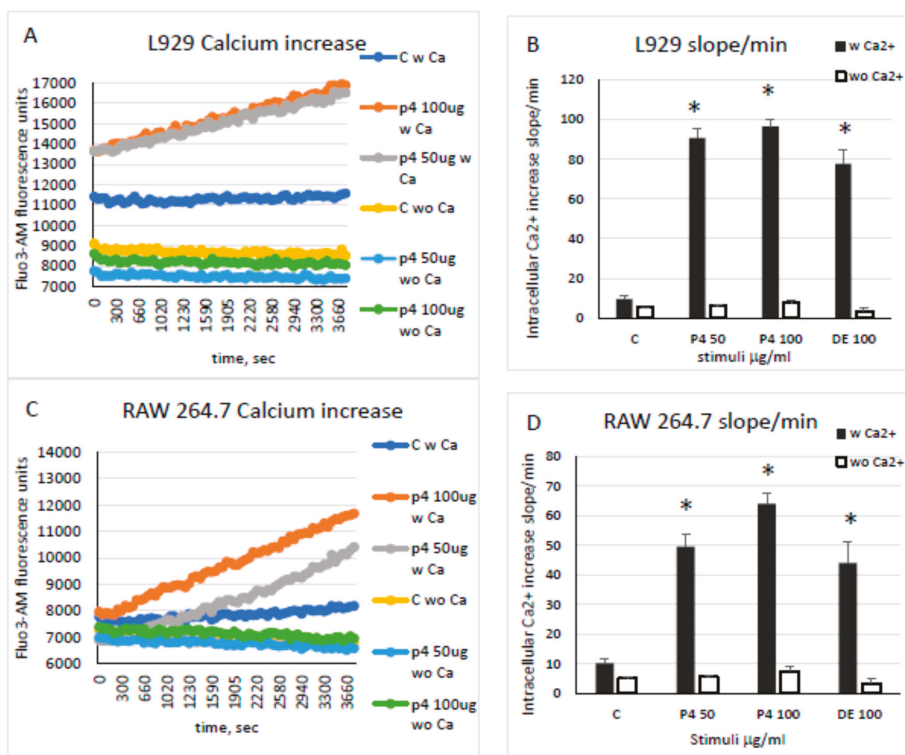 A
L929 Calcium increase
Fluo3-AM fluorescence units
17000
16000
15000
14000
13000
12000
11000
10000
9000
8000
7000
0
300
660
1020
1230
1590
1905
2220
2580
2940
3300
3660
time, sec
C w Ca
p4 100ug
w Ca
p4 50ug w
Ca
C wo Ca
p4 50ug
wo Ca
p4 100ug
wo Ca
B
L929 slope/min
w Ca2+
wo Ca2+
Intracellular Ca2+ increase slope/min
120
100
80
60
40
20
0
*
*
*
C
P4 50
P4 100
DE 100
stimuli µg/ml
C
RAW 264.7 Calcium increase
Fluo3-AM fluorescence units
14000
13000
12000
11000
10000
9000
8000
7000
6000
0
300
660
1020
1230
1590
1905
2220
2580
2940
3300
3660
time, sec
C w Ca
p4 100ug
w Ca
p4 50ug
w Ca
C wo Ca
p4 50ug
wo Ca
p4 100ug
wo Ca
D
RAW 264.7 slope/min
w Ca2+
wo Ca2+
Intracellular Ca2+ increase slope/min
80
70
60
50
40
30
20
10
0
*
*
*
C
P4 50
P4 100
DE 100
Stimuli µg/ml